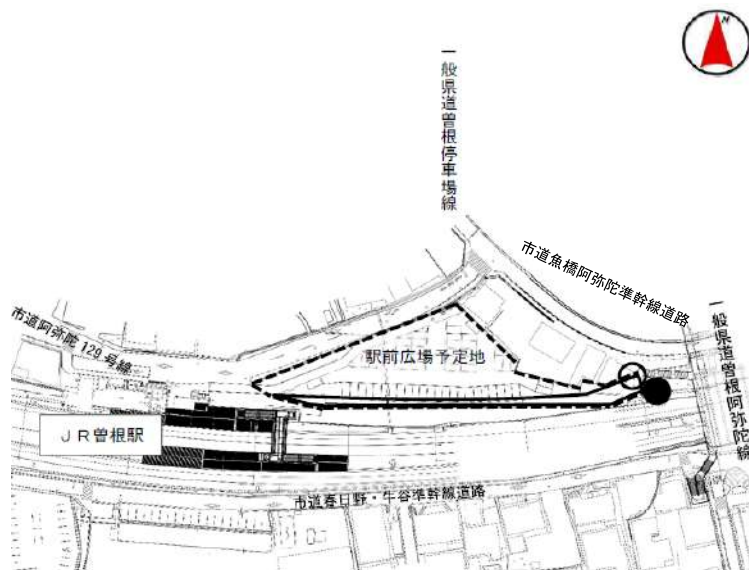 N
一般県道曽根停車場線
市道魚橋阿弥陀準幹線道路
一般県道曽根阿弥陀線
市道阿弥陀129号線
駅前広場予定地
JR曽根駅
市道春日野・牛谷準幹線道路